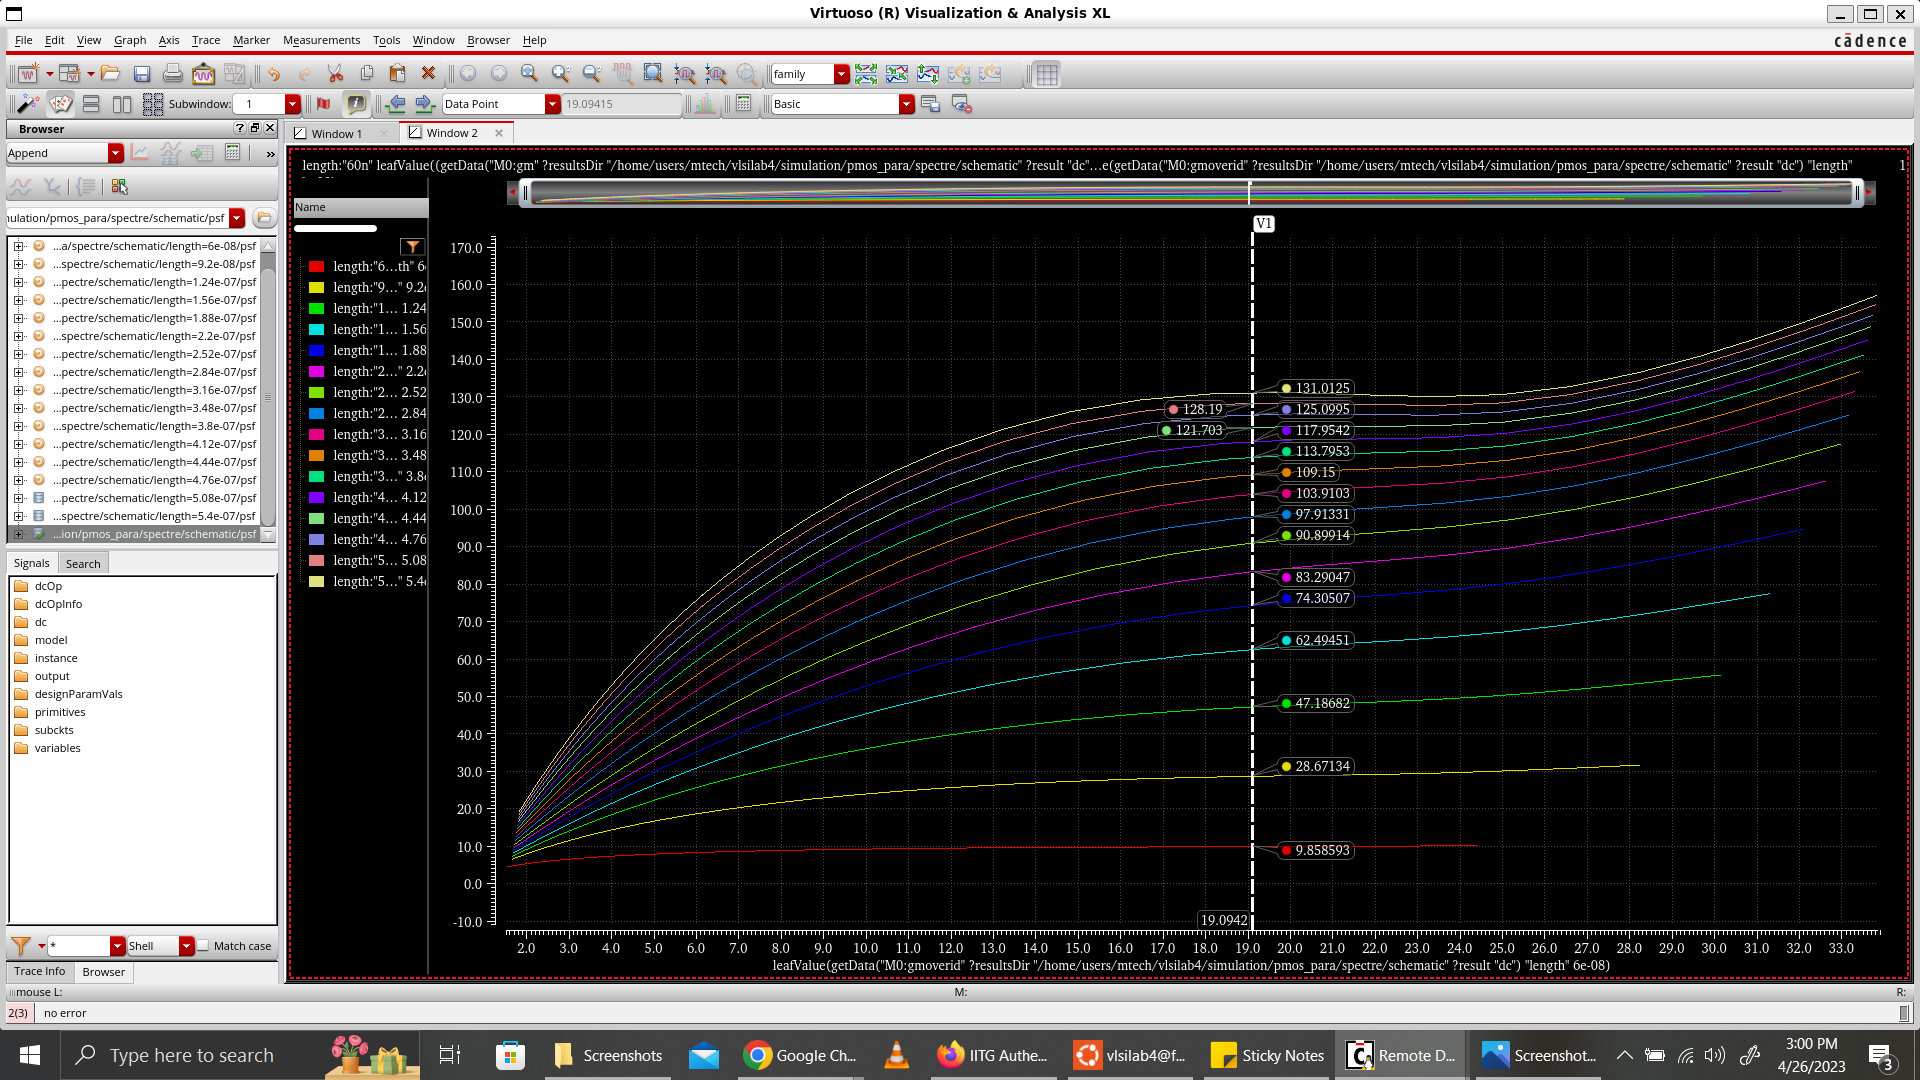 Virtuoso (R) Visualization & Analysis XL
File Edit View Graph Axis Trace Marker Measurements Tools Window Browser Help
cādence
family
Subwindow: 1
Data Point
19.09415
Basic
Browser
Window 1
Window 2
Append
»
length:"60n" leafValue((getData("M0:gm" ?resultsDir "/home/users/mtech/vlsilab4/simulation/pmos_para/spectre/schematic" ?result "dc"...e(getData("M0:gmoverid" ?resultsDir "/home/users/mtech/vlsilab4/simulation/pmos_para/spectre/schematic" ?result "dc") "length"
1
Name
ulation/pmos_para/spectre/schematic/psf
...a/spectre/schematic/length=6e-08/psf
...spectre/schematic/length=9.2e-08/psf
...pectre/schematic/length=1.24e-07/psf
...pectre/schematic/length=1.56e-07/psf
...pectre/schematic/length=1.88e-07/psf
...spectre/schematic/length=2.2e-07/psf
...pectre/schematic/length=2.52e-07/psf
...pectre/schematic/length=2.84e-07/psf
...pectre/schematic/length=3.16e-07/psf
...pectre/schematic/length=3.48e-07/psf
...spectre/schematic/length=3.8e-07/psf
...pectre/schematic/length=4.12e-07/psf
...pectre/schematic/length=4.44e-07/psf
...pectre/schematic/length=4.76e-07/psf
...pectre/schematic/length=5.08e-07/psf
...spectre/schematic/length=5.4e-07/psf
...ion/pmos_para/spectre/schematic/psf
Signals
Search
dcOp
dcOpInfo
dc
model
instance
output
designParamVals
primitives
subckts
variables
*
Shell
Match case
Trace Info
Browser
length:"6...th" 6
length:"9..." 9.2
length:"1... 1.24
length:"1... 1.56
length:"1... 1.88
length:"2..." 2.2
length:"2... 2.52
length:"2... 2.84
length:"3... 3.16
length:"3... 3.48
length:"3..." 3.8
length:"4... 4.12
length:"4... 4.44
length:"4... 4.76
length:"5... 5.08
length:"5..." 5.4
V1
170.0
160.0
150.0
140.0
130.0
120.0
110.0
100.0
90.0
80.0
70.0
60.0
50.0
40.0
30.0
20.0
10.0
0.0
-10.0
131.0125
128.19
125.0995
121.703
117.9542
113.7953
109.15
103.9103
97.91331
90.89914
83.29047
74.30507
62.49451
47.18682
28.67134
9.858593
19.0942
2.0 3.0 4.0 5.0 6.0 7.0 8.0 9.0 10.0 11.0 12.0 13.0 14.0 15.0 16.0 17.0 18.0 19.0 20.0 21.0 22.0 23.0 24.0 25.0 26.0 27.0 28.0 29.0 30.0 31.0 32.0 33.0
leafValue(getData("M0:gmoverid" ?resultsDir "/home/users/mtech/vlsilab4/simulation/pmos_para/spectre/schematic" ?result "dc") "length" 6e-08)
mouse L:
M:
R:
2(3)
no error
Type here to search
Screenshots
Google Ch...
IITG Authe...
vlsilab4@f...
Sticky Notes
Remote D...
Screenshot...
3:00 PM
4/26/2023
3